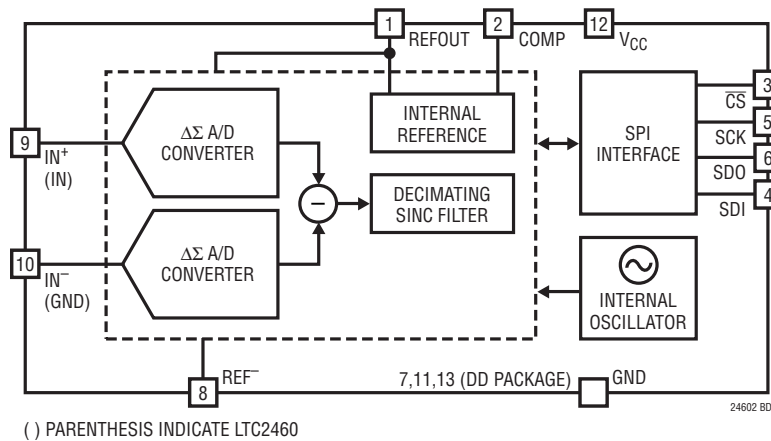 1
REFOUT
2
COMP
12
VCC
3
CS
INTERNAL
REFERENCE
SPI
INTERFACE
5
SCK
6
SDO
4
SDI
9
IN+
(IN)
ΔΣ A/D
CONVERTER
−
DECIMATING
SINC FILTER
10
IN−
(GND)
ΔΣ A/D
CONVERTER
INTERNAL
OSCILLATOR
8
REF−
7,11,13 (DD PACKAGE)
GND
24602 BD
( ) PARENTHESIS INDICATE LTC2460